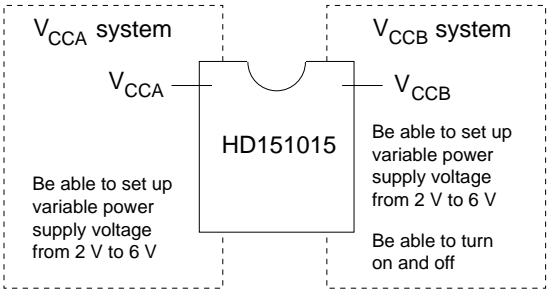 VCCA system
VCCB system
VCCA
VCCB
HD151015
Be able to set up
variable power
supply voltage
from 2 V to 6 V
Be able to set up
variable power
supply voltage
from 2 V to 6 V
Be able to turn
on and off